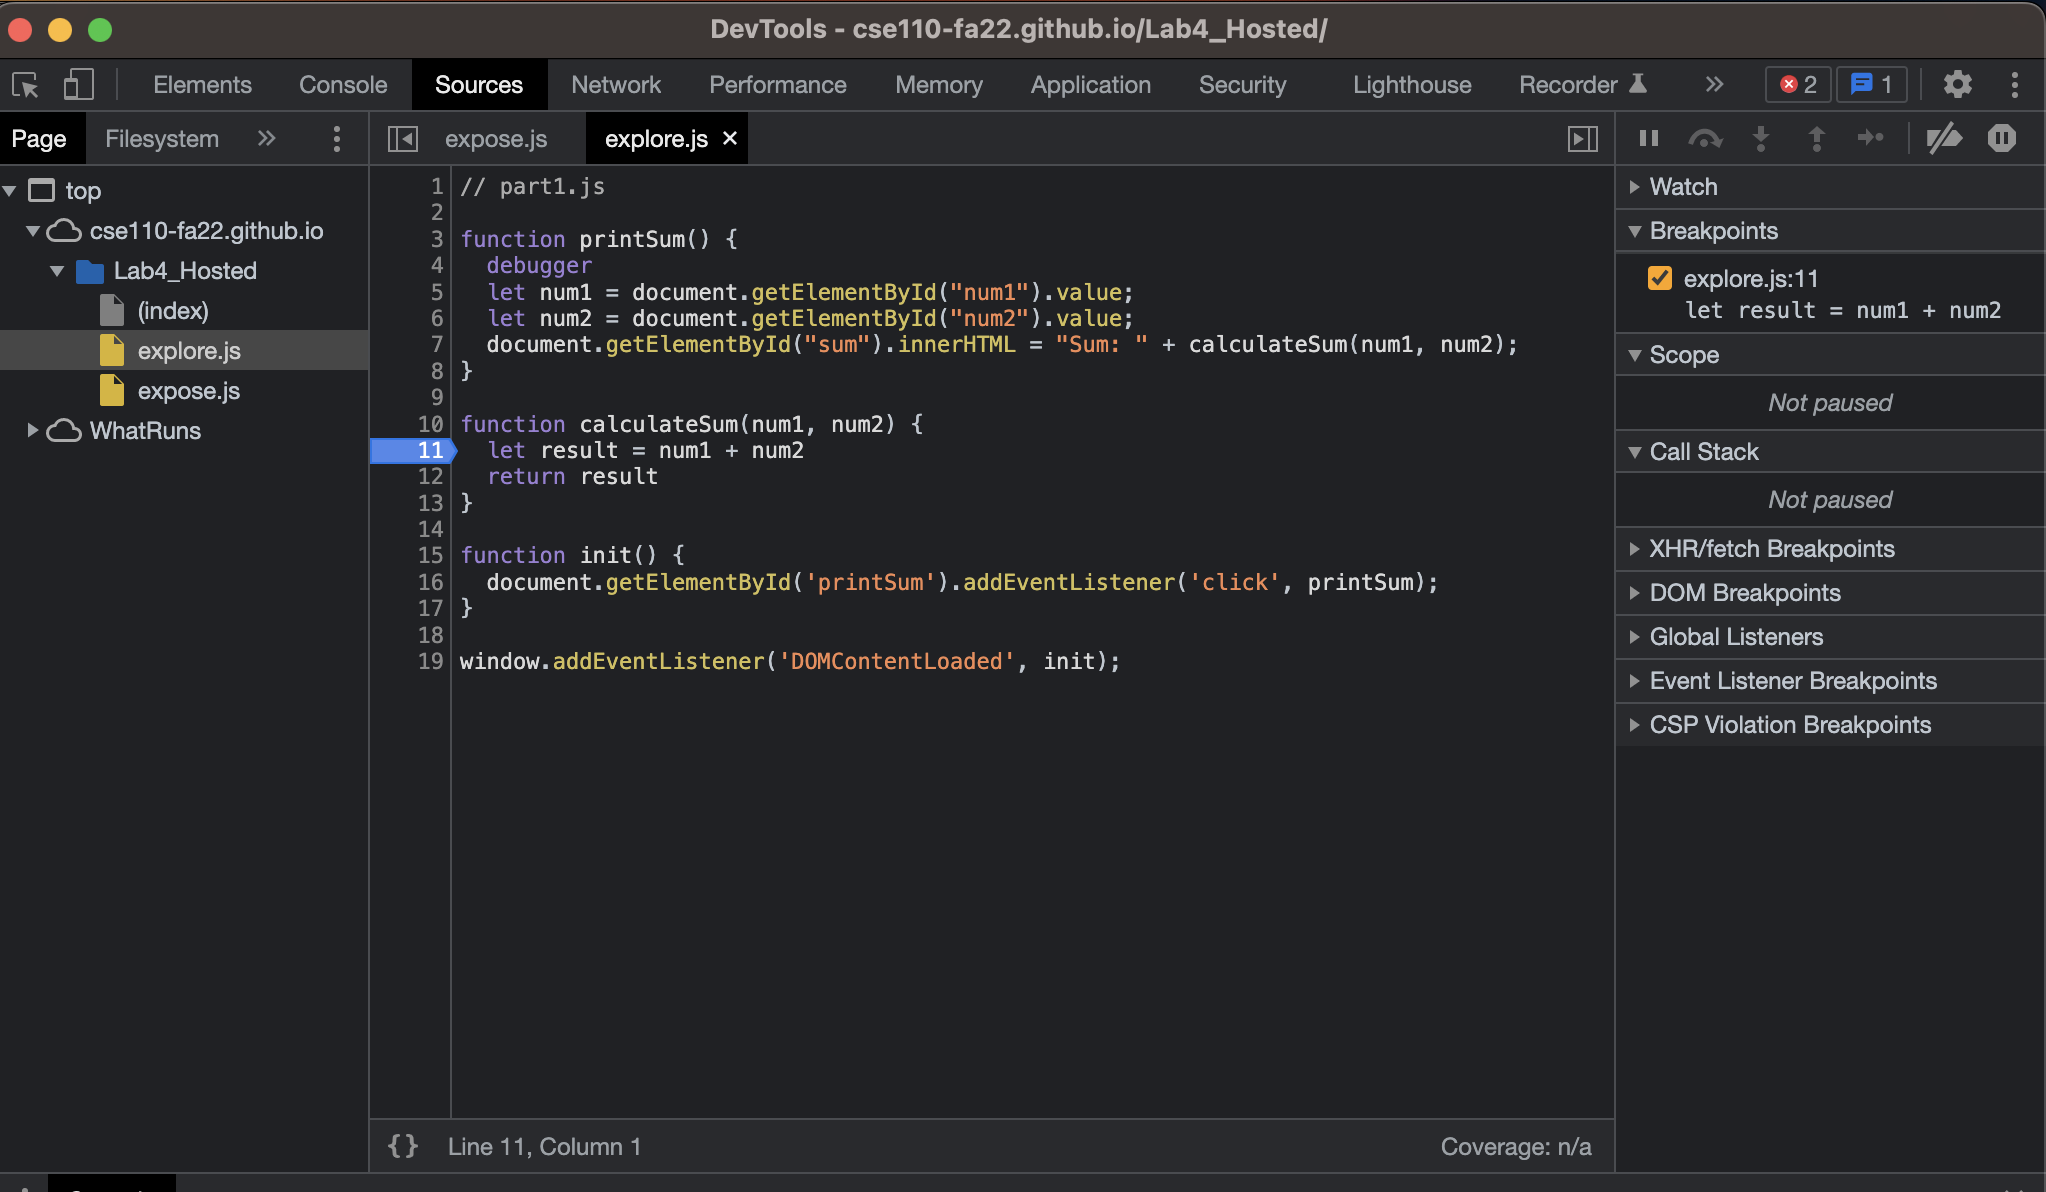 DevTools - cse110-fa22.github.io/Lab4_Hosted/
Elements Console Sources Network Performance Memory Application Security Lighthouse Recorder 2 1
Page Filesystem
expose.js explore.js
top
cse110-fa22.github.io
Lab4_Hosted
(index)
explore.js
expose.js
WhatRuns
1 // part1.js
2
3 function printSum() {
4 debugger
5 let num1 = document.getElementById("num1").value;
6 let num2 = document.getElementById("num2").value;
7 document.getElementById("sum").innerHTML = "Sum: " + calculateSum(num1, num2);
8 }
9
10 function calculateSum(num1, num2) {
11 let result = num1 + num2
12 return result
13 }
14
15 function init() {
16 document.getElementById('printSum').addEventListener('click', printSum);
17 }
18
19 window.addEventListener('DOMContentLoaded', init);
{} Line 11, Column 1
Coverage: n/a
Watch
Breakpoints
explore.js:11
let result = num1 + num2
Scope
Not paused
Call Stack
Not paused
XHR/fetch Breakpoints
DOM Breakpoints
Global Listeners
Event Listener Breakpoints
CSP Violation Breakpoints